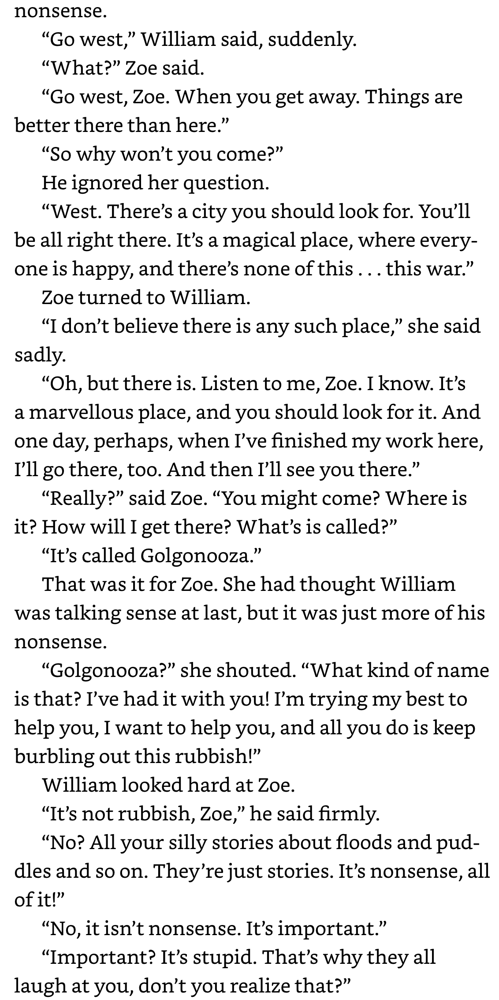 nonsense.
“Go west,” William said, suddenly.
“What?” Zoe said.
“Go west, Zoe. When you get away. Things are
better there than here.”
“So why won’t you come?”
He ignored her question.
“West. There’s a city you should look for. You’ll
be all right there. It’s a magical place, where every-
one is happy, and there’s none of this . . . this war.”
Zoe turned to William.
“I don’t believe there is any such place,” she said
sadly.
“Oh, but there is. Listen to me, Zoe. I know. It’s
a marvellous place, and you should look for it. And
one day, perhaps, when I’ve finished my work here,
I’ll go there, too. And then I’ll see you there.”
“Really?” said Zoe. “You might come? Where is
it? How will I get there? What’s is called?”
“It’s called Golgonooza.”
That was it for Zoe. She had thought William
was talking sense at last, but it was just more of his
nonsense.
“Golgonooza?” she shouted. “What kind of name
is that? I’ve had it with you! I’m trying my best to
help you, I want to help you, and all you do is keep
burbling out this rubbish!”
William looked hard at Zoe.
“It’s not rubbish, Zoe,” he said firmly.
“No? All your silly stories about floods and pud-
dles and so on. They’re just stories. It’s nonsense, all
of it!”
“No, it isn’t nonsense. It’s important.”
“Important? It’s stupid. That’s why they all
laugh at you, don’t you realize that?”